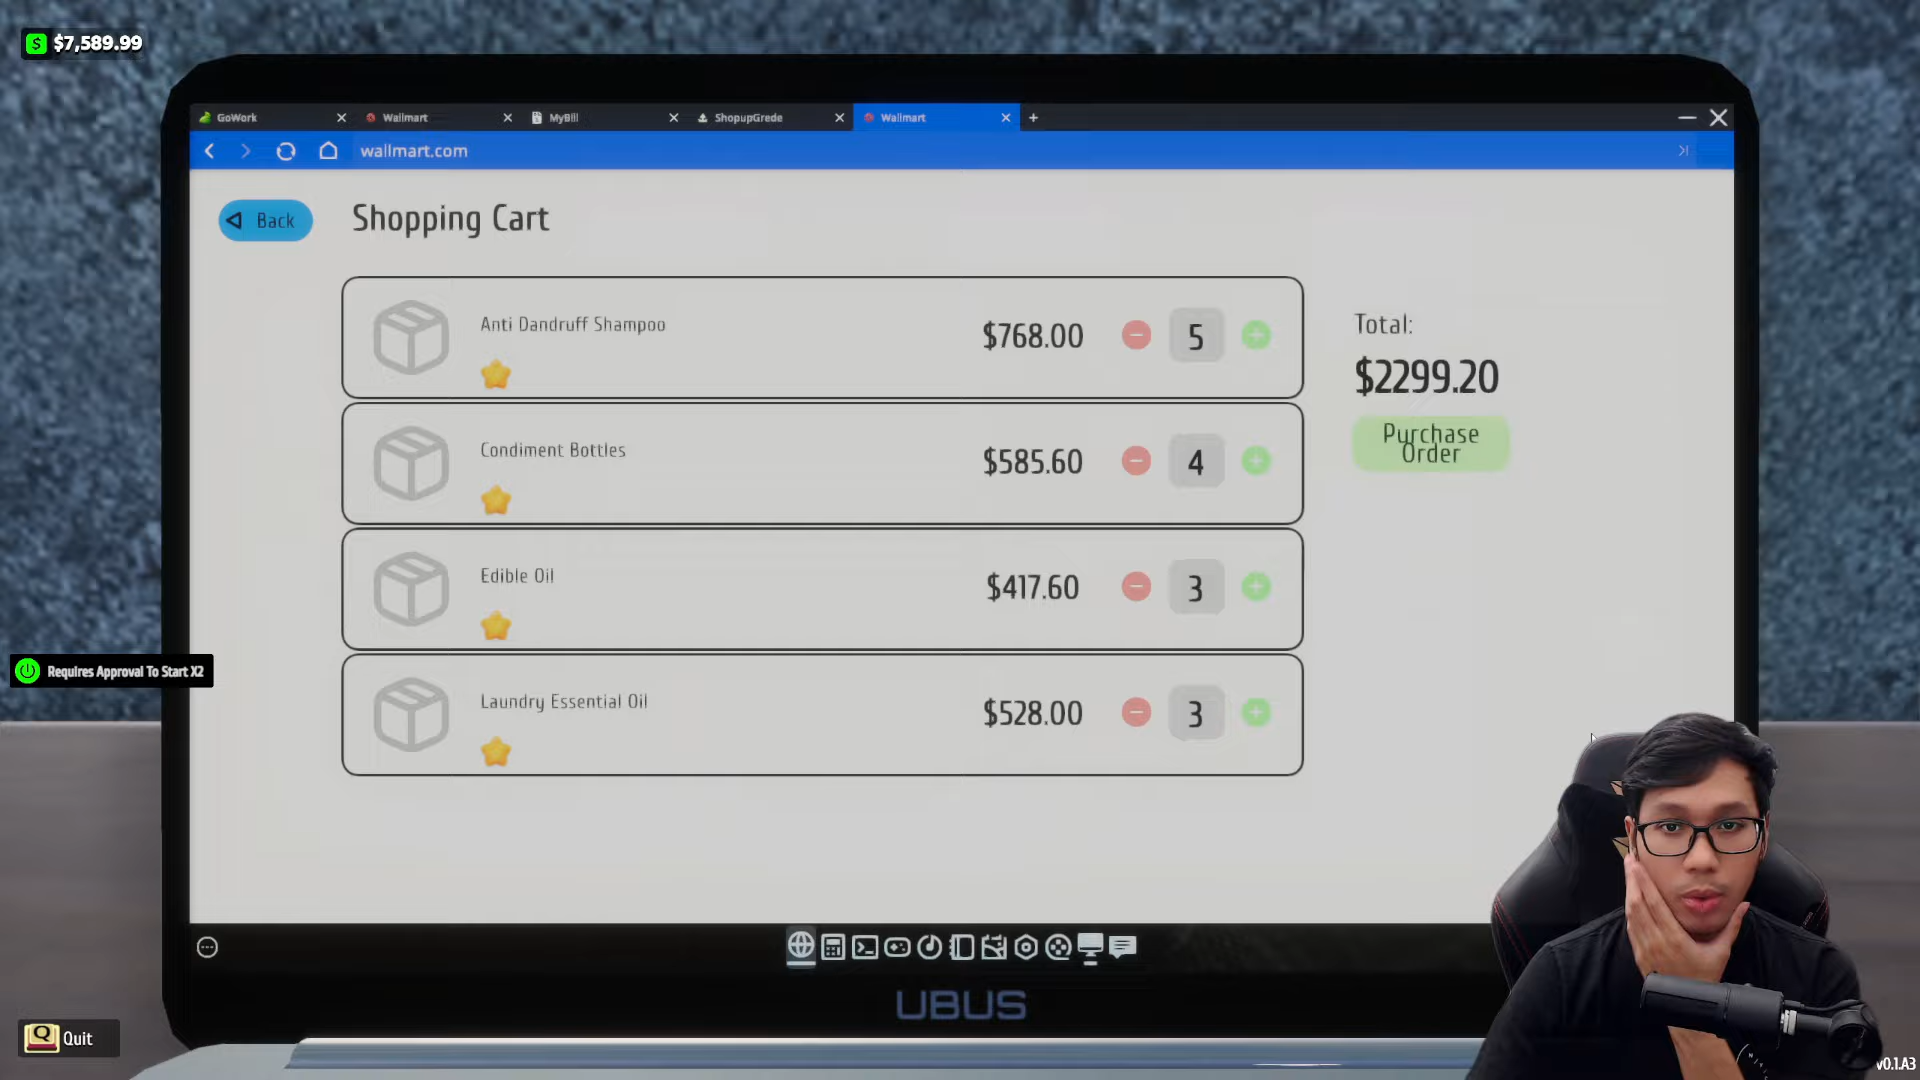 $7,589.99
GoWork
Wallmart
MyBill
ShopupGrede
Wallmart
wallmart.com
Back
Shopping Cart
Anti Dandruff Shampoo
$768.00
5
Condiment Bottles
$585.60
4
Edible Oil
$417.60
3
Laundry Essential Oil
$528.00
3
Total:
$2299.20
Purchase
Order
Requires Approval To Start X2
UBUS
Q Quit
v0.1.A3